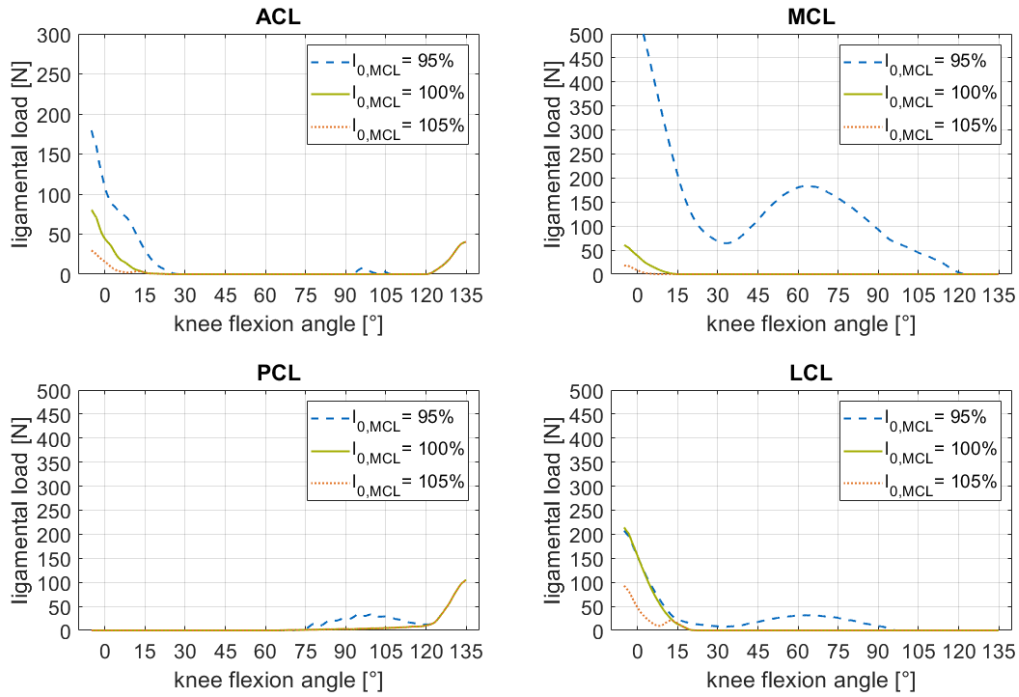 ACL
ligamental load [N]
300
250
200
150
100
50
0
l0,MCL= 95%
l0,MCL= 100%
l0,MCL= 105%
0 15 30 45 60 75 90 105 120 135
knee flexion angle [°]
MCL
ligamental load [N]
500
450
400
350
300
250
200
150
100
50
0
l0,MCL= 95%
l0,MCL= 100%
l0,MCL= 105%
0 15 30 45 60 75 90 105 120 135
knee flexion angle [°]
PCL
ligamental load [N]
500
450
400
350
300
250
200
150
100
50
0
l0,MCL= 95%
l0,MCL= 100%
l0,MCL= 105%
0 15 30 45 60 75 90 105 120 135
knee flexion angle [°]
LCL
ligamental load [N]
500
450
400
350
300
250
200
150
100
50
0
l0,MCL= 95%
l0,MCL= 100%
l0,MCL= 105%
0 15 30 45 60 75 90 105 120 135
knee flexion angle [°]